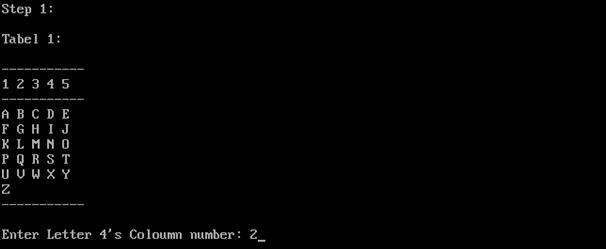 Step 1:
Tabel 1:
-----------
1 2 3 4 5
-----------
A B C D E
F G H I J
K L M N O
P Q R S T
U V W X Y
Z
-----------
Enter Letter 4's Coloumn number: 2_